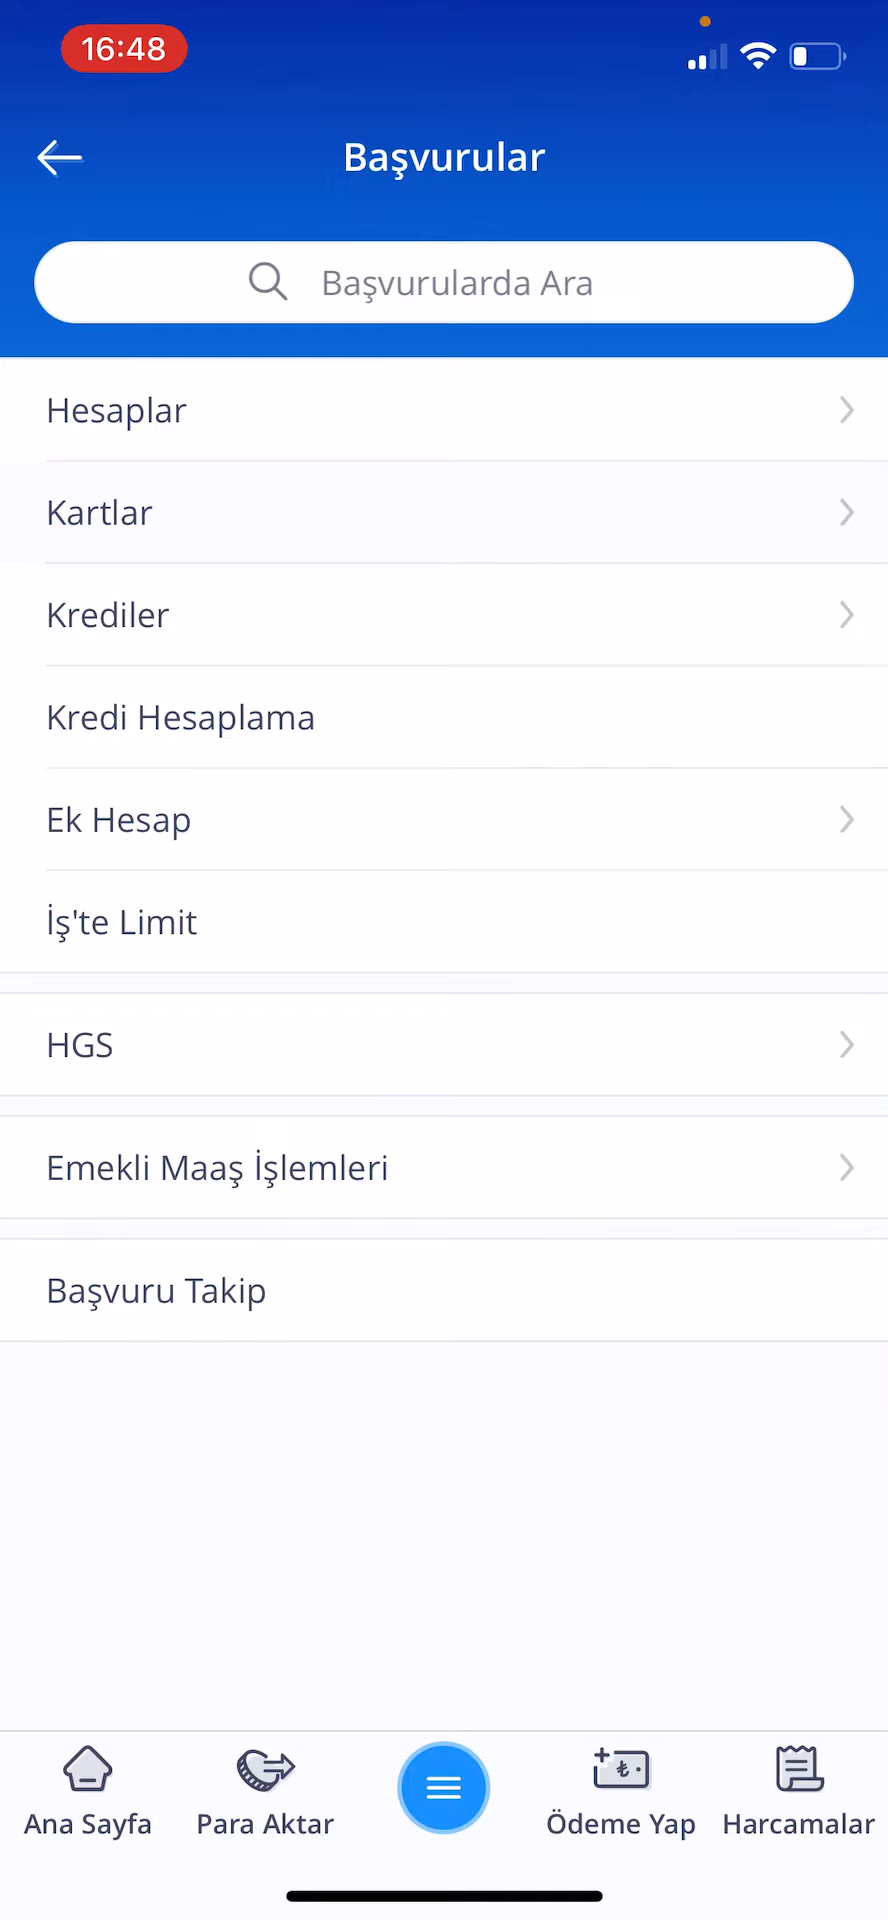 16:48
Başvurular
Başvurularda Ara
Hesaplar
Kartlar
Krediler
Kredi Hesaplama
Ek Hesap
İş'te Limit
HGS
Emekli Maaş İşlemleri
Başvuru Takip
Ana Sayfa
Para Aktar
Ödeme Yap
Harcamalar